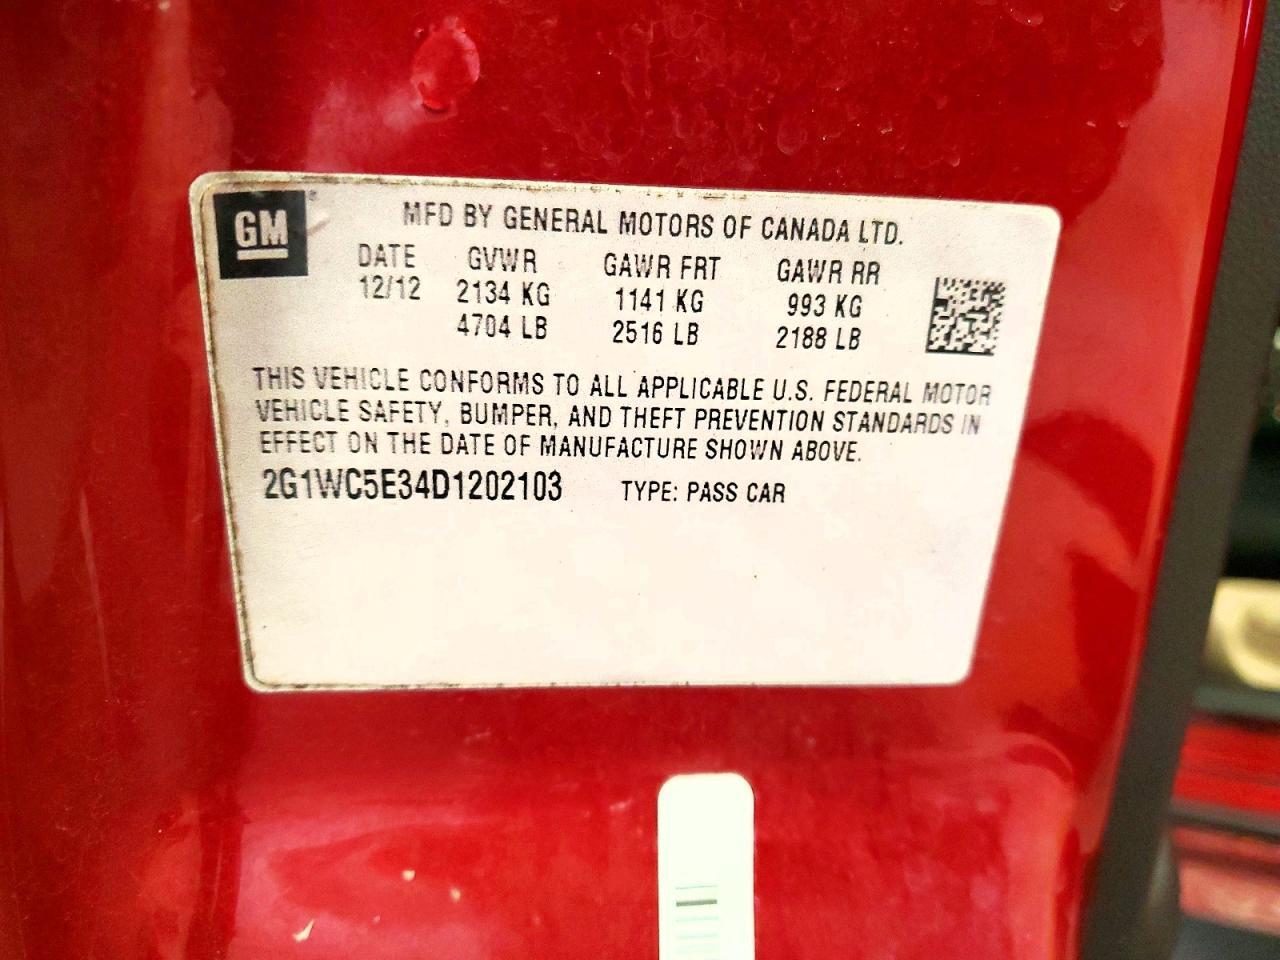 GM
MFD BY GENERAL MOTORS OF CANADA LTD.
DATE GVWR GAWR FRT GAWR RR
12/12 2134 KG 1141 KG 993 KG
4704 LB 2516 LB 2188 LB
THIS VEHICLE CONFORMS TO ALL APPLICABLE U.S. FEDERAL MOTOR
VEHICLE SAFETY, BUMPER, AND THEFT PREVENTION STANDARDS IN
EFFECT ON THE DATE OF MANUFACTURE SHOWN ABOVE.
2G1WC5E34D1202103 TYPE: PASS CAR